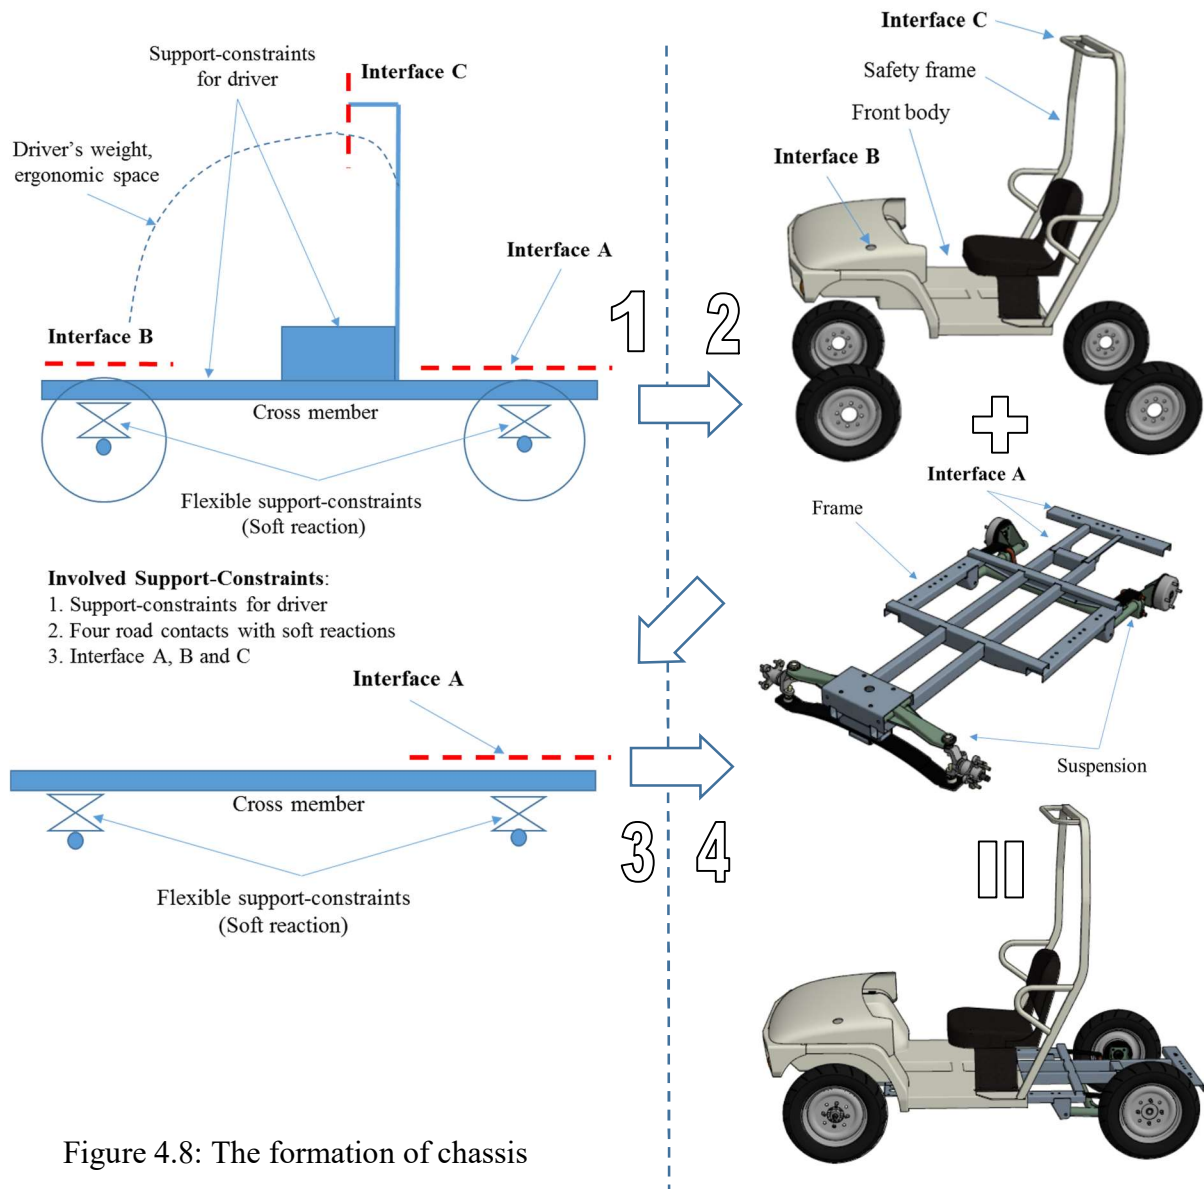 Support-constraints
for driver
Interface C
Driver’s weight,
ergonomic space
Interface A
Interface B
Cross member
Flexible support-constraints
(Soft reaction)
1
2
Interface C
Safety frame
Front body
Interface B
Interface A
Frame
Suspension
Involved Support-Constraints:
1. Support-constraints for driver
2. Four road contacts with soft reactions
3. Interface A, B and C
Interface A
Cross member
Flexible support-constraints
(Soft reaction)
3
4
Figure 4.8: The formation of chassis